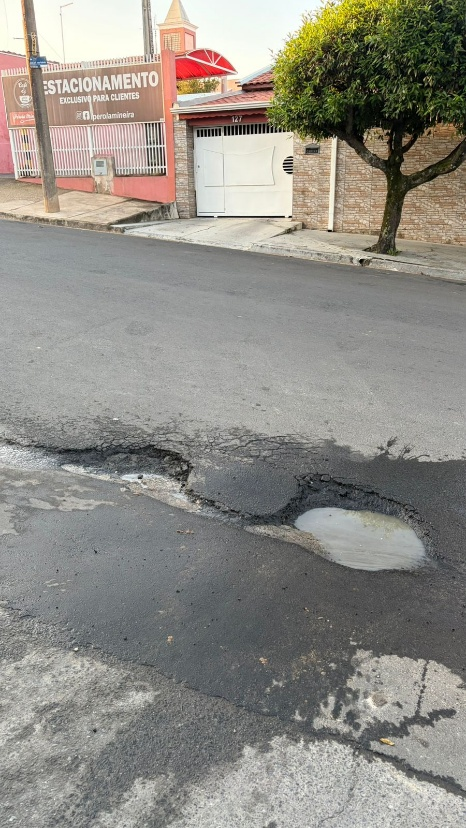 ESTACIONAMENTO
EXCLUSIVO PARA CLIENTES
/perolamineira
127